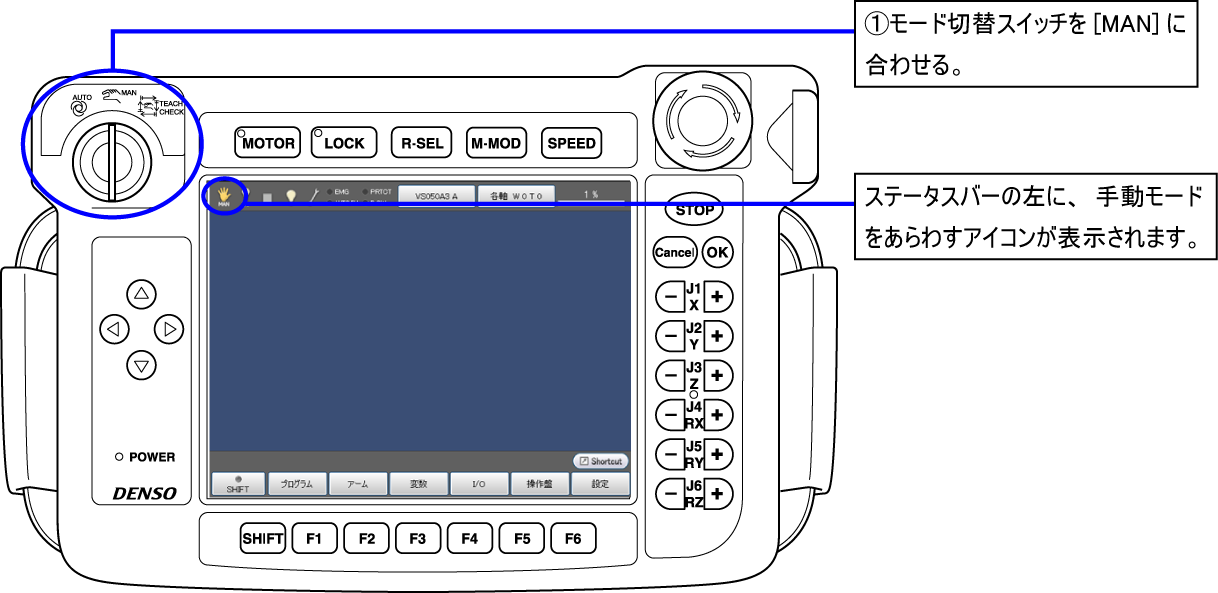 ①モード切替スイッチを[MAN]に
合わせる。
AUTO
MAN
TEACH
CHECK
MOTOR
LOCK
R-SEL
M-MOD
SPEED
MAN
EMG
PRTCT
VS050A3 A
各軸 W 0 T 0
1 %
ステータスバーの左に、 手動モード
をあらわすアイコンが表示されます。
STOP
Cancel
OK
− J1 X +
− J2 Y +
− J3 Z +
− J4 RX +
− J5 RY +
− J6 RZ +
POWER
DENSO
Shortcut
SHIFT
プログラム
アーム
変数
I/O
操作盤
設定
SHIFT
F1
F2
F3
F4
F5
F6